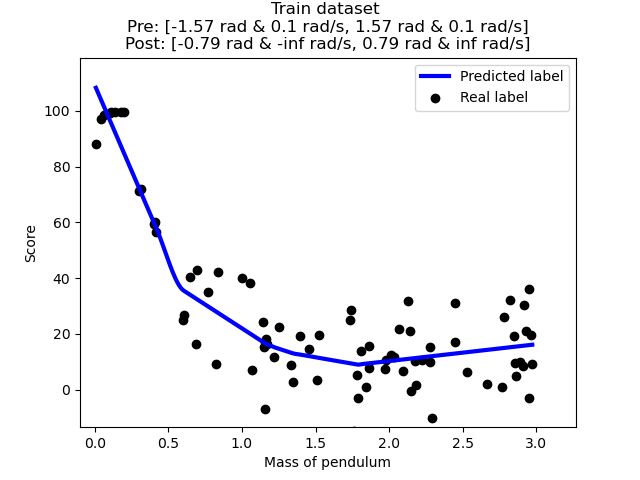 Train dataset
Pre: [-1.57 rad & 0.1 rad/s, 1.57 rad & 0.1 rad/s]
Post: [-0.79 rad & -inf rad/s, 0.79 rad & inf rad/s]
Predicted label
Real label
100
80
60
40
20
0
Score
0.0 0.5 1.0 1.5 2.0 2.5 3.0
Mass of pendulum